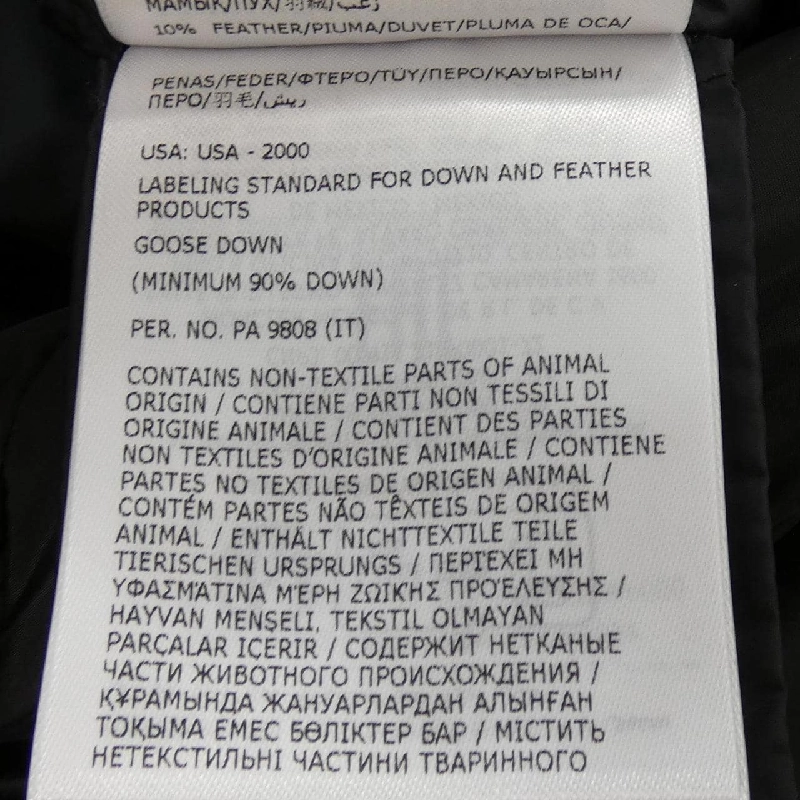 МАМЫҚ/ПУХ/羽絨/زغب
10% FEATHER/PIUMA/DUVET/PLUMA DE OCA/
PENAS/FEDER/ΦΤΕΡΌ/TÜY/ПЕРО/ҚАУЫРСЫН/
ПЕРО/羽毛/ريش
USA: USA - 2000
LABELING STANDARD FOR DOWN AND FEATHER
PRODUCTS
GOOSE DOWN
(MINIMUM 90% DOWN)
PER. NO. PA 9808 (IT)
CONTAINS NON-TEXTILE PARTS OF ANIMAL
ORIGIN / CONTIENE PARTI NON TESSILI DI
ORIGINE ANIMALE / CONTIENT DES PARTIES
NON TEXTILES D'ORIGINE ANIMALE / CONTIENE
PARTES NO TEXTILES DE ORIGEN ANIMAL /
CONTÉM PARTES NÃO TÊXTEIS DE ORIGEM
ANIMAL / ENTHÄLT NICHTTEXTILE TEILE
TIERISCHEN URSPRUNGS / ΠΕΡΙΈΧΕΙ ΜΗ
ΥΦΑΣΜΆΤΙΝΑ ΜΈΡΗ ΖΩΙΚΉΣ ΠΡΟΈΛΕΥΣΗΣ /
HAYVAN MENŞELİ, TEKSTİL OLMAYAN
PARÇALAR İÇERİR / СОДЕРЖИТ НЕТКАНЫЕ
ЧАСТИ ЖИВОТНОГО ПРОИСХОЖДЕНИЯ /
ҚҰРАМЫНДА ЖАНУАРЛАРДАН АЛЫНҒАН
ТОҚЫМА ЕМЕС БӨЛІКТЕР БАР / МІСТИТЬ
НЕТЕКСТИЛЬНІ ЧАСТИНИ ТВАРИННОГО